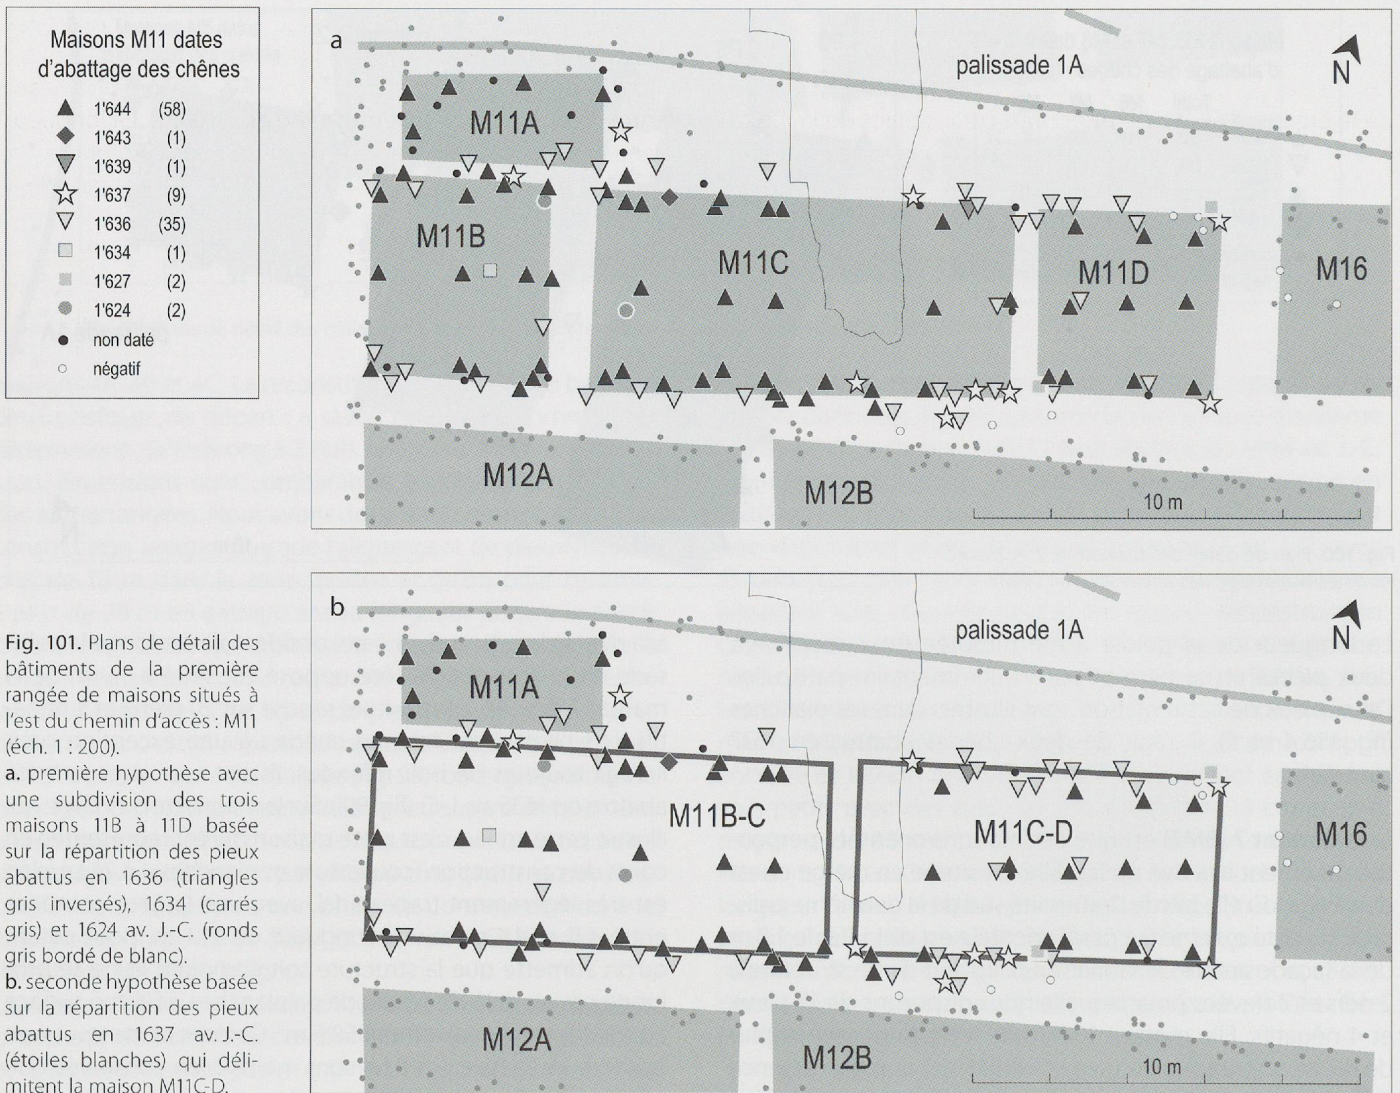 Maisons M11 dates
d'abattage des chênes
1'644 (58)
1'643 (1)
1'639 (1)
1'637 (9)
1'636 (35)
1'634 (1)
1'627 (2)
1'624 (2)
non daté
négatif
a
palissade 1A
N
M11A
M11B
M11C
M11D
M16
M12A
M12B
10 m
b
palissade 1A
N
M11A
M11B-C
M11C-D
M16
M12A
M12B
10 m
Fig. 101. Plans de détail des
bâtiments de la première
rangée de maisons situés à
l'est du chemin d'accès : M11
(éch. 1 : 200).
a. première hypothèse avec
une subdivision des trois
maisons 11B à 11D basée
sur la répartition des pieux
abattus en 1636 (triangles
gris inversés), 1634 (carrés
gris) et 1624 av. J.-C. (ronds
gris bordé de blanc).
b. seconde hypothèse basée
sur la répartition des pieux
abattus en 1637 av. J.-C.
(étoiles blanches) qui déli-
mitent la maison M11C-D.